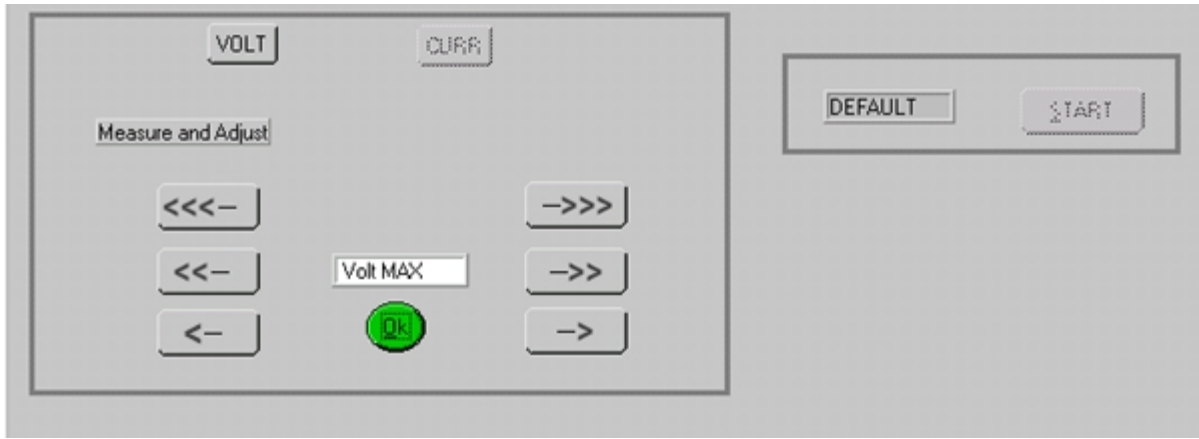 VOLT
CURR
DEFAULT
START
Measure and Adjust
<<<–
–>>>
<<–
Volt MAX
–>>
<–
Ok
–>